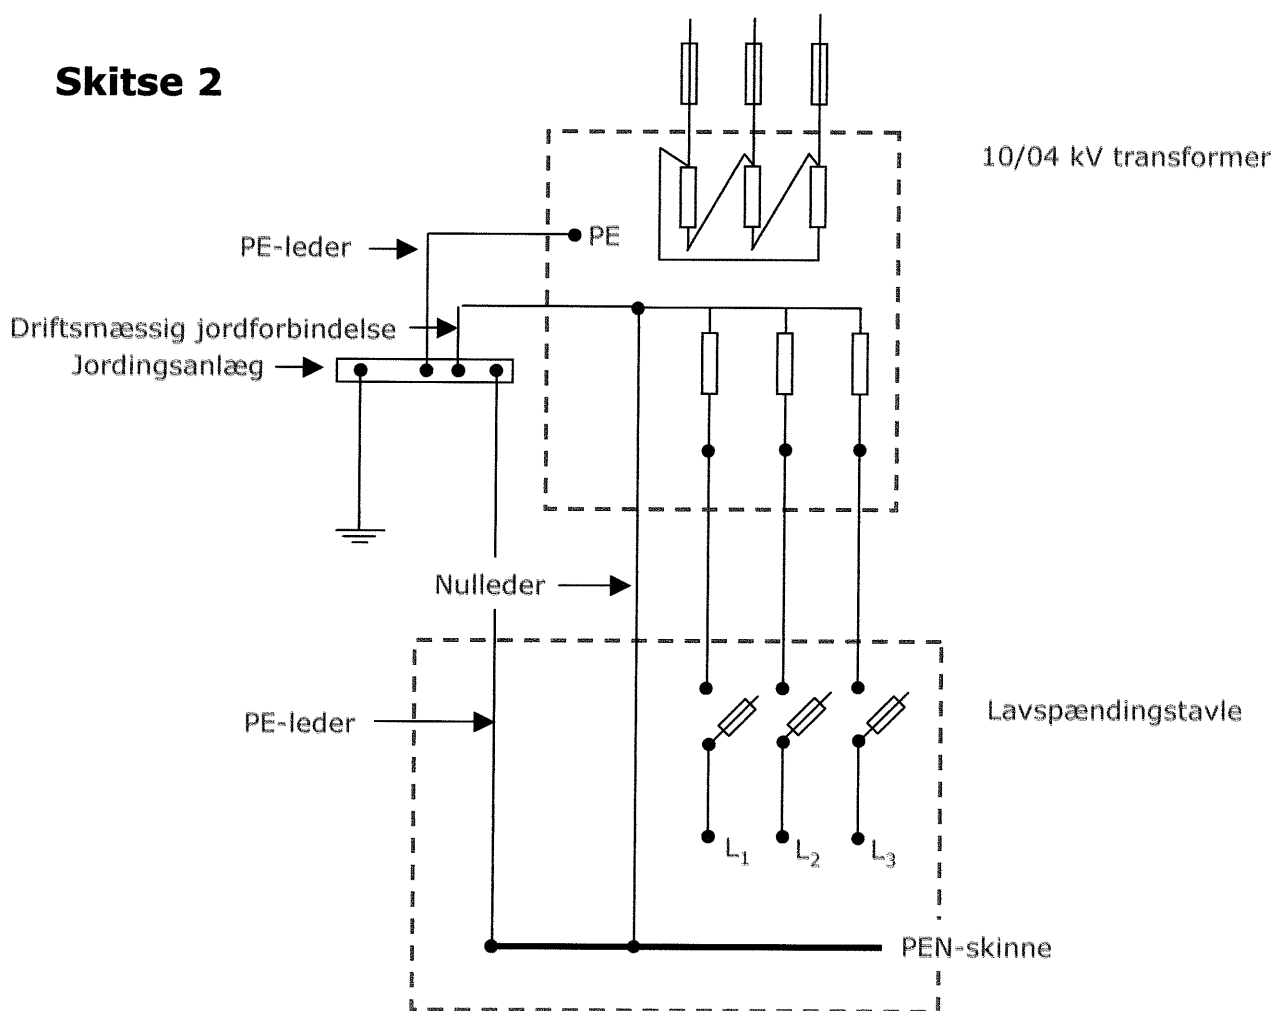 Skitse 2
10/04 kV transformer
PE-leder
PE
Driftsmæssig jordforbindelse
Jordingsanlæg
Nulleder
PE-leder
Lavspændingstavle
L1
L2
L3
PEN-skinne